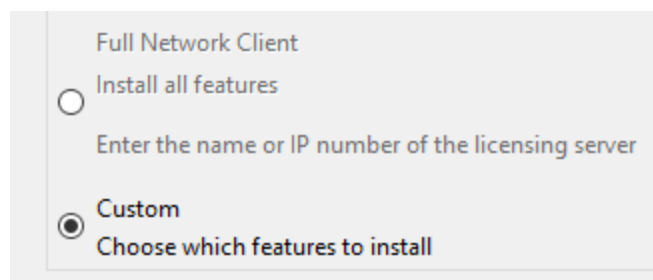 Full Network Client
Install all features
Enter the name or IP number of the licensing server
Custom
Choose which features to install